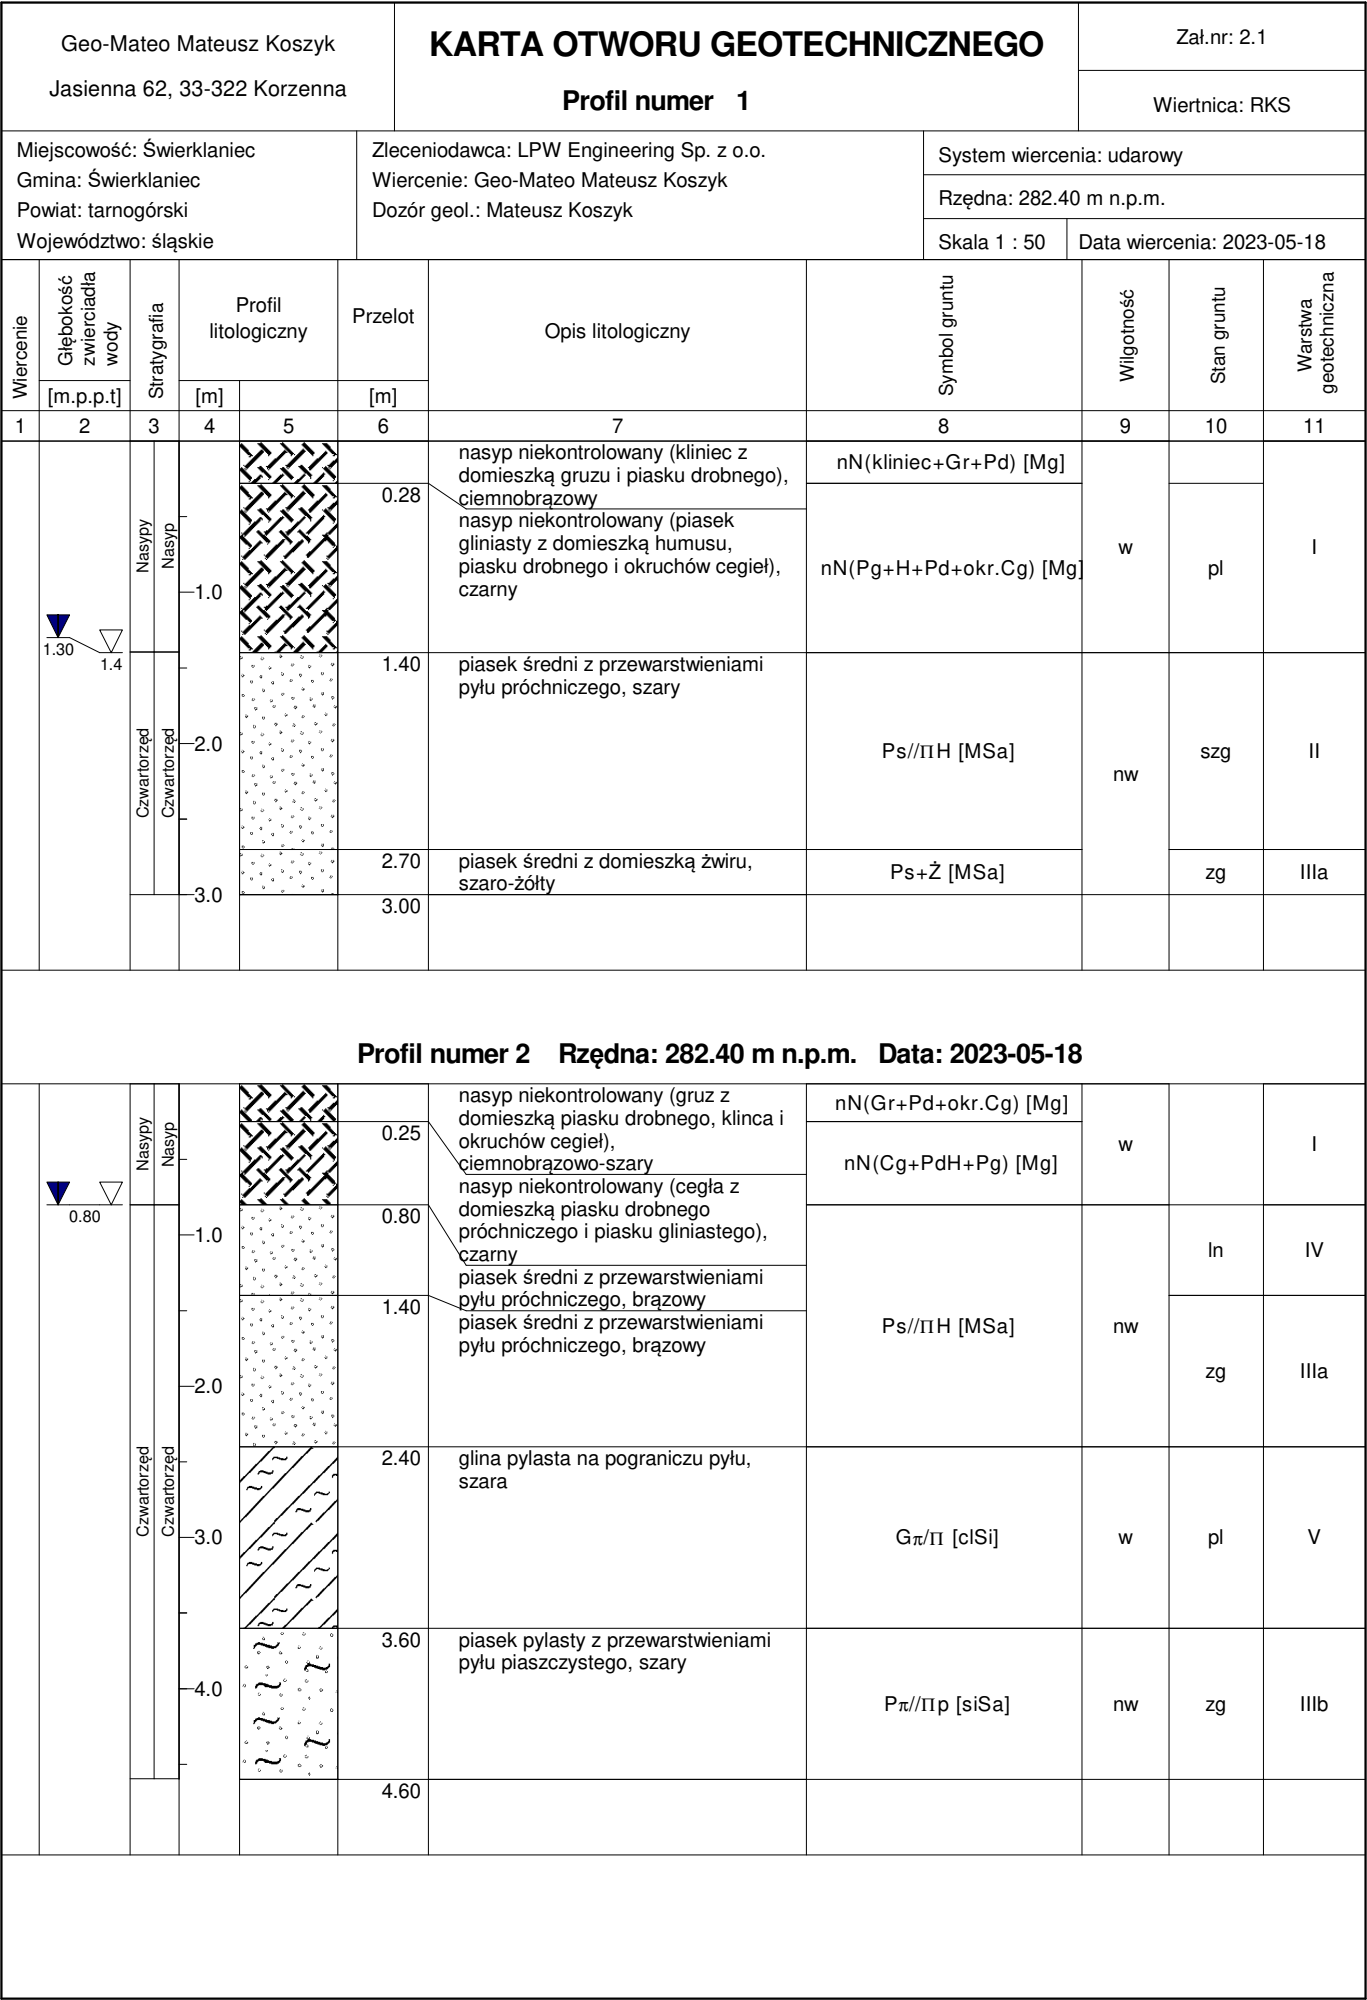 Geo-Mateo Mateusz Koszyk
Jasienna 62, 33-322 Korzenna
KARTA OTWORU GEOTECHNICZNEGO
Profil numer 1
Zał.nr: 2.1
Wiertnica: RKS
Miejscowość: Świerklaniec
Gmina: Świerklaniec
Powiat: tarnogórski
Województwo: śląskie
Zleceniodawca: LPW Engineering Sp. z o.o.
Wiercenie: Geo-Mateo Mateusz Koszyk
Dozór geol.: Mateusz Koszyk
System wiercenia: udarowy
Rzędna: 282.40 m n.p.m.
Skala 1 : 50
Data wiercenia: 2023-05-18
Wiercenie
Głębokość
zwierciadła
wody
[m.p.p.t]
Stratygrafia
Profil
litologiczny
[m]
Przelot
[m]
Opis litologiczny
Symbol gruntu
Wilgotność
Stan gruntu
Warstwa
geotechniczna
1 2 3 4 5 6 7 8 9 10 11
1.30
1.4
Nasypy
Nasyp
Czwartorzęd
Czwartorzęd
1.0
2.0
3.0
nasyp niekontrolowany (kliniec z
domieszką gruzu i piasku drobnego),
ciemnobrązowy
nN(kliniec+Gr+Pd) [Mg]
0.28
nasyp niekontrolowany (piasek
gliniasty z domieszką humusu,
piasku drobnego i okruchów cegieł),
czarny
nN(Pg+H+Pd+okr.Cg) [Mg]
w
pl
I
1.40
piasek średni z przewarstwieniami
pyłu próchniczego, szary
Ps//ΠH [MSa]
nw
szg
II
2.70
piasek średni z domieszką żwiru,
szaro-żółty
Ps+Ż [MSa]
zg
IIIa
3.00
Profil numer 2 Rzędna: 282.40 m n.p.m. Data: 2023-05-18
0.80
Nasypy
Nasyp
Czwartorzęd
Czwartorzęd
1.0
2.0
3.0
4.0
nasyp niekontrolowany (gruz z
domieszką piasku drobnego, klinca i
okruchów cegieł),
ciemnobrązowo-szary
nN(Gr+Pd+okr.Cg) [Mg]
0.25
nasyp niekontrolowany (cegła z
domieszką piasku drobnego
próchniczego i piasku gliniastego),
czarny
nN(Cg+PdH+Pg) [Mg]
w
I
0.80
piasek średni z przewarstwieniami
pyłu próchniczego, brązowy
ln
IV
1.40
piasek średni z przewarstwieniami
pyłu próchniczego, brązowy
Ps//ΠH [MSa]
nw
zg
IIIa
2.40
glina pylasta na pograniczu pyłu,
szara
Gπ/Π [clSi]
w
pl
V
3.60
piasek pylasty z przewarstwieniami
pyłu piaszczystego, szary
Pπ//Πp [siSa]
nw
zg
IIIb
4.60